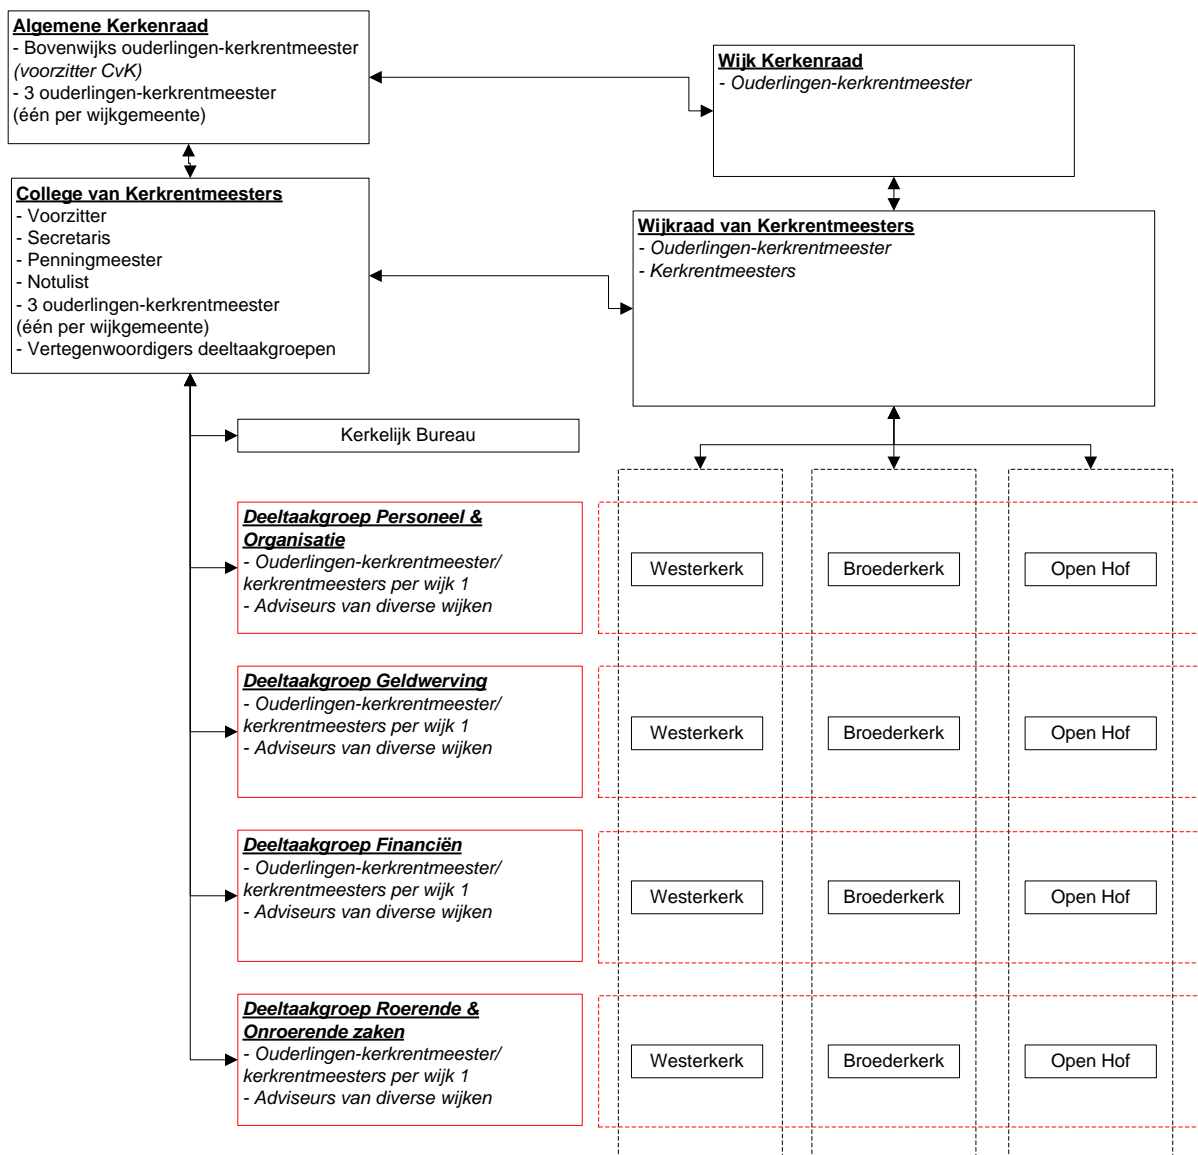 Algemene Kerkenraad
- Bovenwijks ouderlingen-kerkrentmeester
(voorzitter CvK)
- 3 ouderlingen-kerkrentmeester
(één per wijkgemeente)
Wijk Kerkenraad
- Ouderlingen-kerkrentmeester
College van Kerkrentmeesters
- Voorzitter
- Secretaris
- Penningmeester
- Notulist
- 3 ouderlingen-kerkrentmeester
(één per wijkgemeente)
- Vertegenwoordigers deeltaakgroepen
Wijkraad van Kerkrentmeesters
- Ouderlingen-kerkrentmeester
- Kerkrentmeesters
Kerkelijk Bureau
Deeltaakgroep Personeel &
Organisatie
- Ouderlingen-kerkrentmeester/
kerkrentmeesters per wijk 1
- Adviseurs van diverse wijken
Westerkerk
Broederkerk
Open Hof
Deeltaakgroep Geldwerving
- Ouderlingen-kerkrentmeester/
kerkrentmeesters per wijk 1
- Adviseurs van diverse wijken
Westerkerk
Broederkerk
Open Hof
Deeltaakgroep Financiën
- Ouderlingen-kerkrentmeester/
kerkrentmeesters per wijk 1
- Adviseurs van diverse wijken
Westerkerk
Broederkerk
Open Hof
Deeltaakgroep Roerende &
Onroerende zaken
- Ouderlingen-kerkrentmeester/
kerkrentmeesters per wijk 1
- Adviseurs van diverse wijken
Westerkerk
Broederkerk
Open Hof